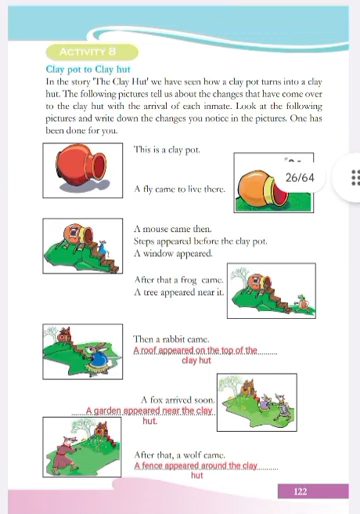 ACTIVITY 8
Clay pot to Clay hut
In the story 'The Clay Hut' we have seen how a clay pot turns into a clay
hut. The following pictures tell us about the changes that have come over
to the clay hut with the arrival of each inmate. Look at the following
pictures and write down the changes you notice in the pictures. One has
been done for you.
This is a clay pot.
26/64
A fly came to live there.
A mouse came then.
Steps appeared before the clay pot.
A window appeared.
After that a frog came.
A tree appeared near it.
Then a rabbit came.
A roof appeared on the top of the
clay hut
A fox arrived soon.
A garden appeared near the clay
hut.
After that, a wolf came.
A fence appeared around the clay
hut
122